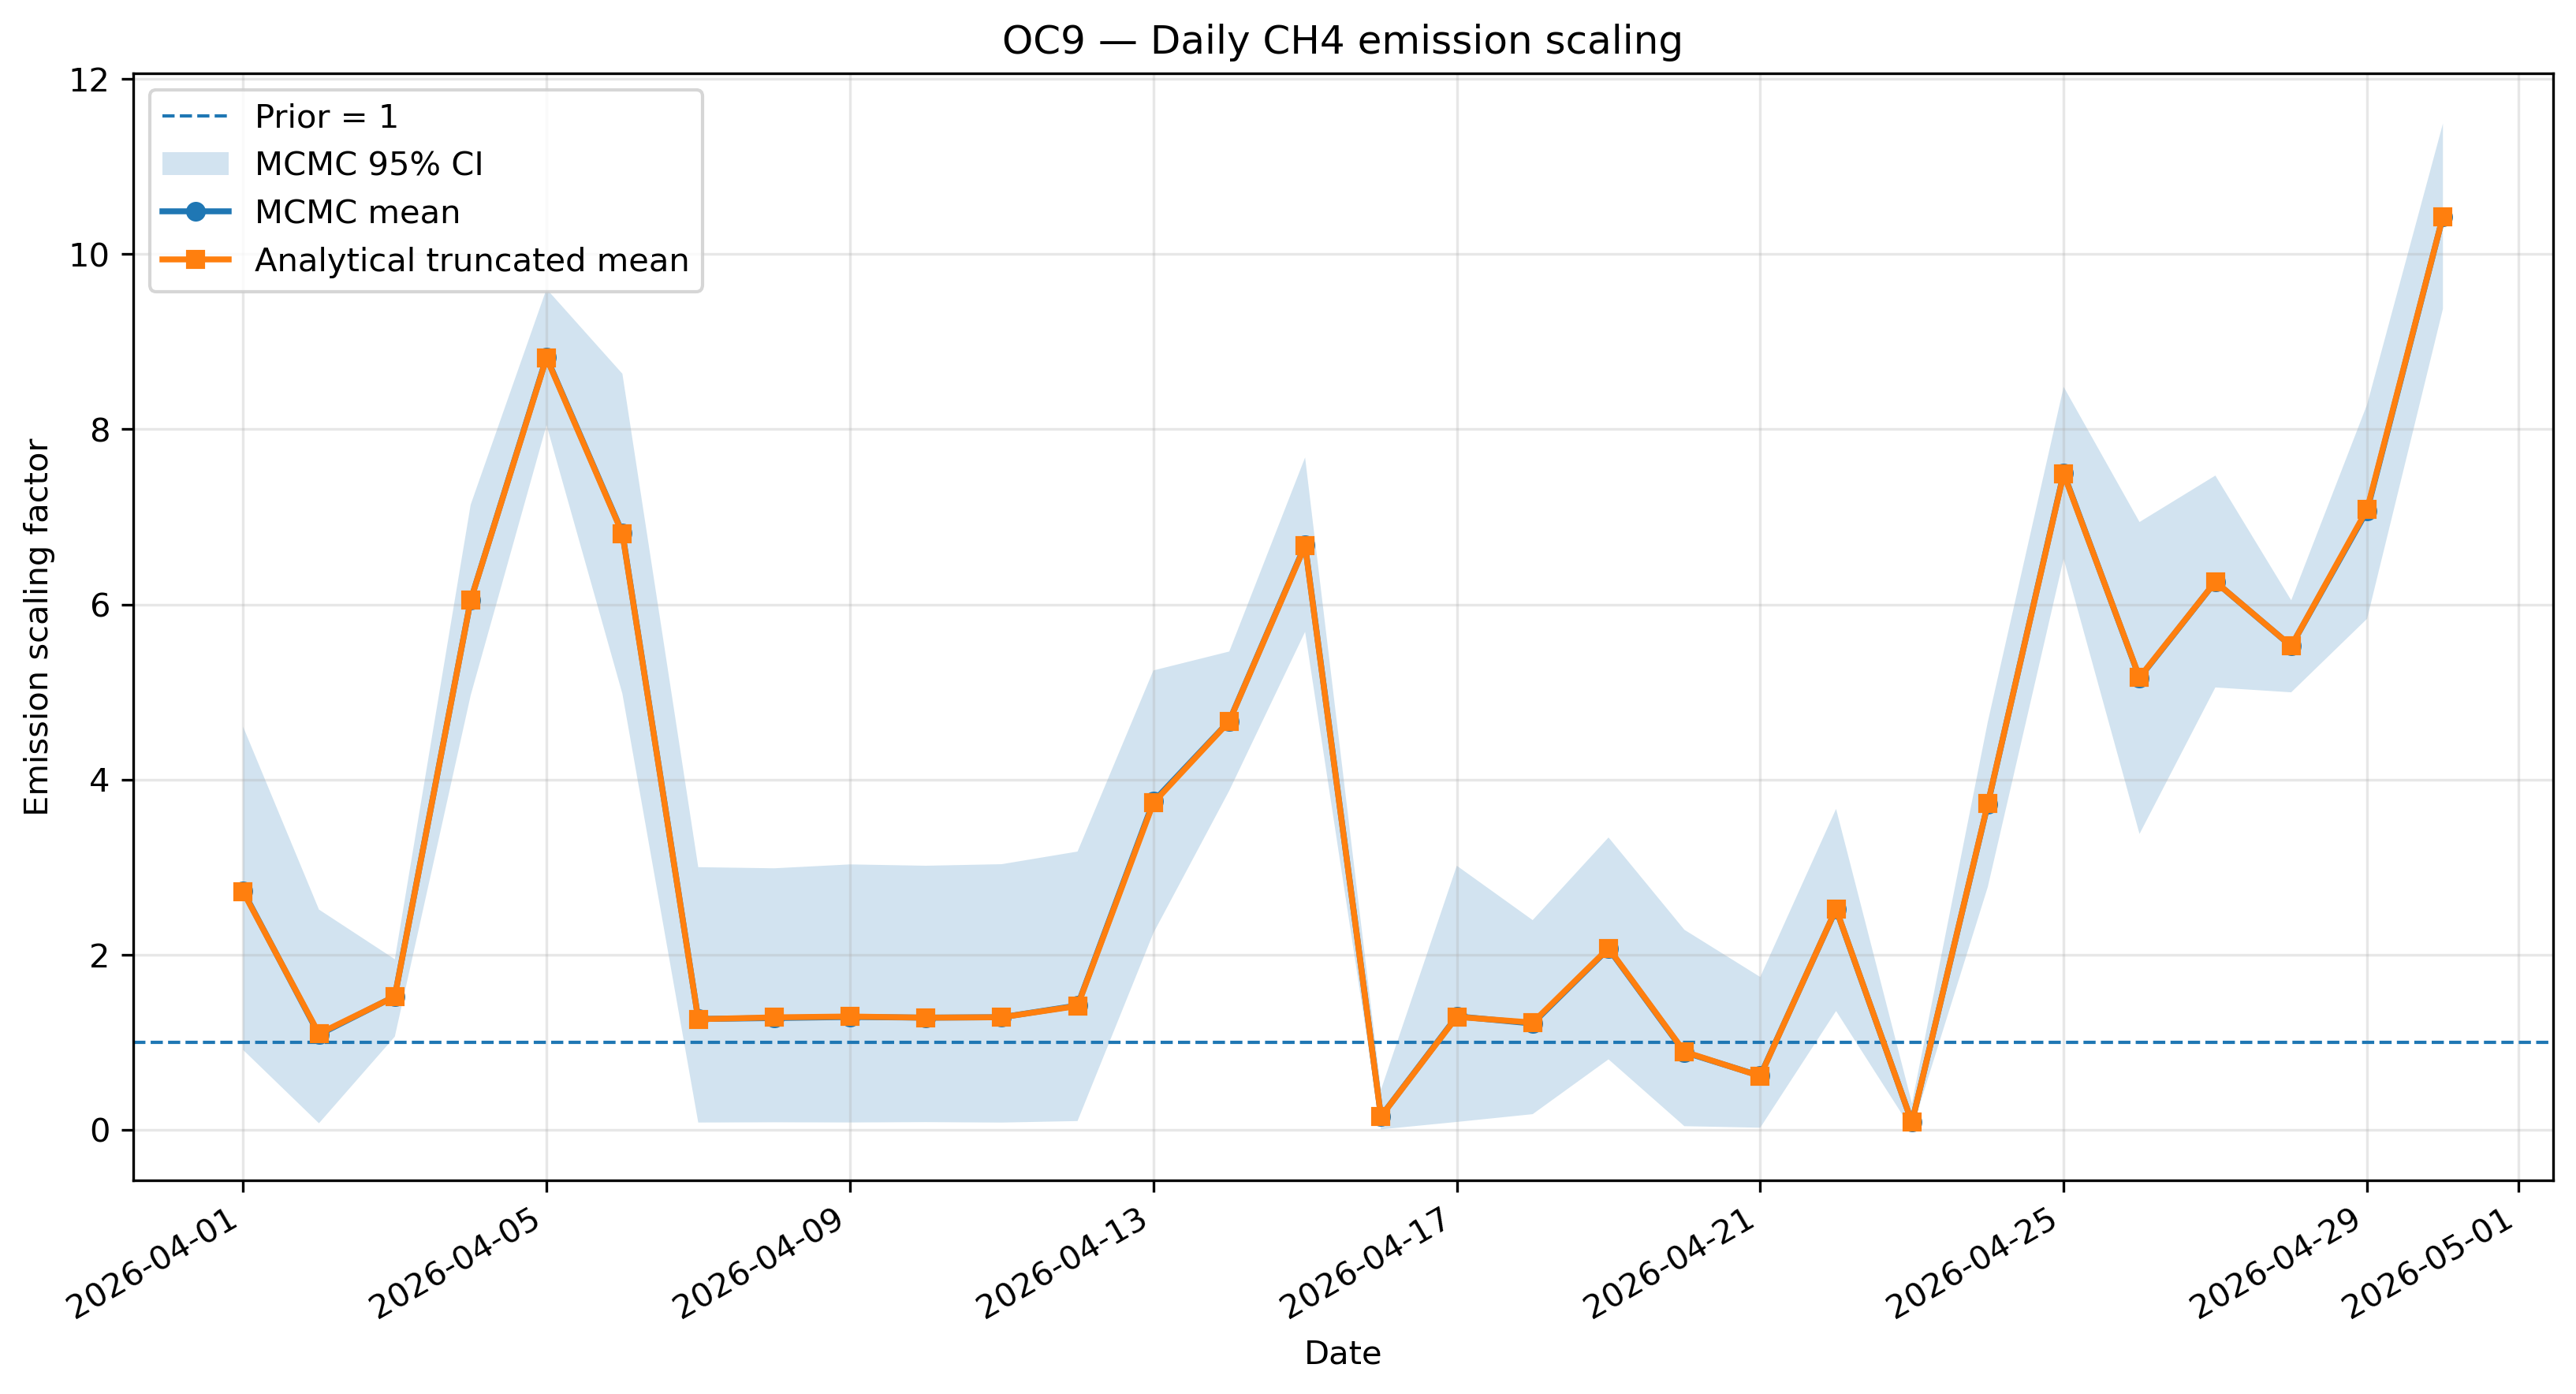 OC9 — Daily CH4 emission scaling
Prior = 1
MCMC 95% CI
MCMC mean
Analytical truncated mean
Emission scaling factor
12
10
8
6
4
2
0
2026-04-01
2026-04-05
2026-04-09
2026-04-13
2026-04-17
2026-04-21
2026-04-25
2026-04-29
2026-05-01
Date